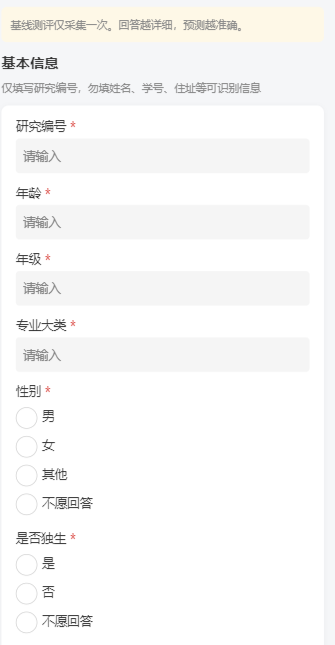 基线测评仅采集一次。回答越详细，预测越准确。
基本信息
仅填写研究编号，勿填姓名、学号、住址等可识别信息
研究编号 *
请输入
年龄 *
请输入
年级 *
请输入
专业大类 *
请输入
性别 *
男
女
其他
不愿回答
是否独生 *
是
否
不愿回答